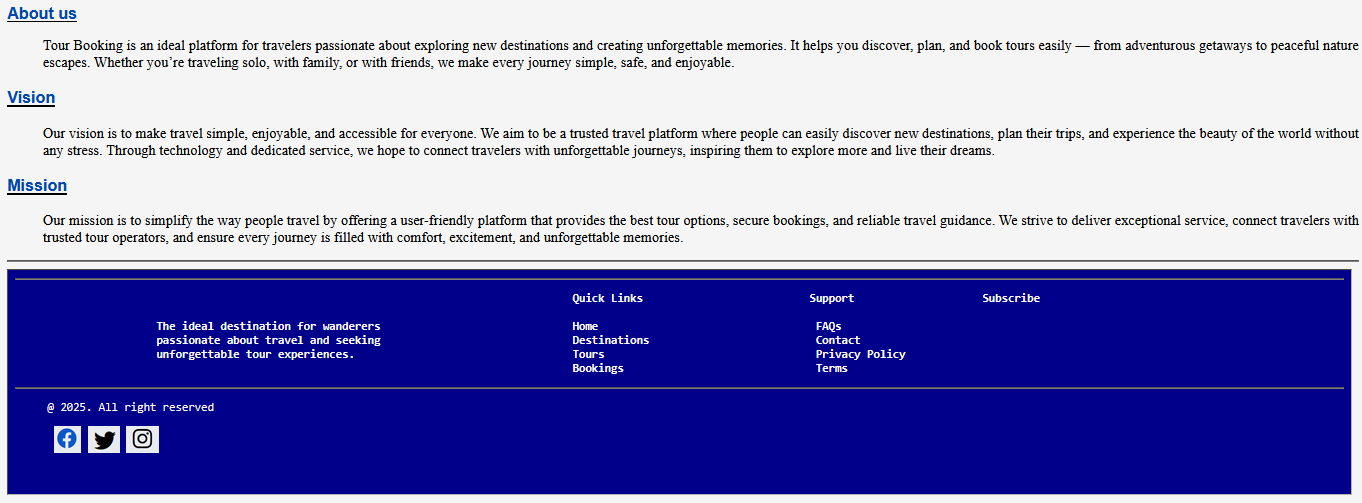 About us
Tour Booking is an ideal platform for travelers passionate about exploring new destinations and creating unforgettable memories. It helps you discover, plan, and book tours easily — from adventurous getaways to peaceful nature
escapes. Whether you’re traveling solo, with family, or with friends, we make every journey simple, safe, and enjoyable.
Vision
Our vision is to make travel simple, enjoyable, and accessible for everyone. We aim to be a trusted travel platform where people can easily discover new destinations, plan their trips, and experience the beauty of the world without
any stress. Through technology and dedicated service, we hope to connect travelers with unforgettable journeys, inspiring them to explore more and live their dreams.
Mission
Our mission is to simplify the way people travel by offering a user-friendly platform that provides the best tour options, secure bookings, and reliable travel guidance. We strive to deliver exceptional service, connect travelers with
trusted tour operators, and ensure every journey is filled with comfort, excitement, and unforgettable memories.
Quick Links Support Subscribe
The ideal destination for wanderers Home FAQs
passionate about travel and seeking Destinations Contact
unforgettable tour experiences. Tours Privacy Policy
Bookings Terms
@ 2025. All right reserved